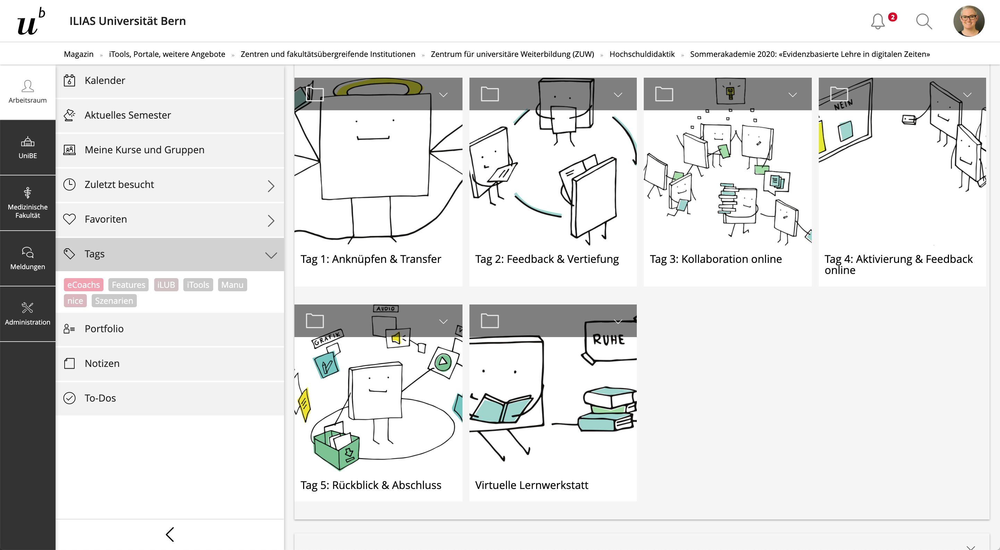 u b
ILIAS Universität Bern
2
Magazin » iTools, Portale, weitere Angebote » Zentren und fakultätsübergreifende Institutionen » Zentrum für universitäre Weiterbildung (ZUW) » Hochschuldidaktik » Sommerakademie 2020: «Evidenzbasierte Lehre in digitalen Zeiten»
Arbeitsraum
UniBE
Medizinische
Fakultät
Meldungen
Administration
6
Kalender
Aktuelles Semester
Meine Kurse und Gruppen
Zuletzt besucht
Favoriten
Tags
eCoachs Features iLUB iTools Manu
nice Szenarien
Portfolio
Notizen
To-Dos
Tag 1: Anknüpfen & Transfer
Tag 2: Feedback & Vertiefung
Tag 3: Kollaboration online
NEIN
Tag 4: Aktivierung & Feedback
online
AUDIO
GRAFIK
Tag 5: Rückblick & Abschluss
RUHE
Virtuelle Lernwerkstatt